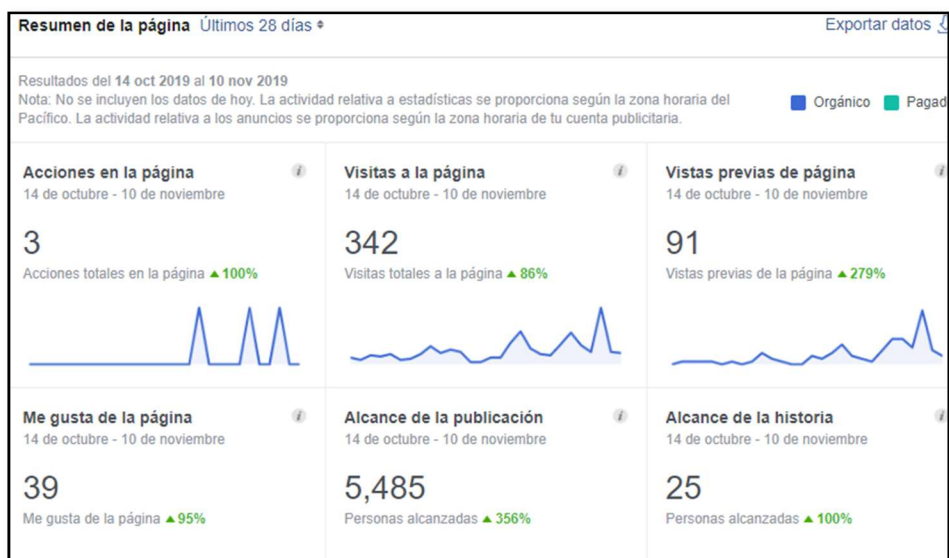 Resumen de la página Últimos 28 días
Exportar datos
Resultados del 14 oct 2019 al 10 nov 2019
Nota: No se incluyen los datos de hoy. La actividad relativa a estadísticas se proporciona según la zona horaria del
Pacífico. La actividad relativa a los anuncios se proporciona según la zona horaria de tu cuenta publicitaria.
Orgánico Pagad
Acciones en la página
14 de octubre - 10 de noviembre
3
Acciones totales en la página ▲ 100%
Visitas a la página
14 de octubre - 10 de noviembre
342
Visitas totales a la página ▲ 86%
Vistas previas de página
14 de octubre - 10 de noviembre
91
Vistas previas de la página ▲ 279%
Me gusta de la página
14 de octubre - 10 de noviembre
39
Me gusta de la página ▲ 95%
Alcance de la publicación
14 de octubre - 10 de noviembre
5,485
Personas alcanzadas ▲ 356%
Alcance de la historia
14 de octubre - 10 de noviembre
25
Personas alcanzadas ▲ 100%